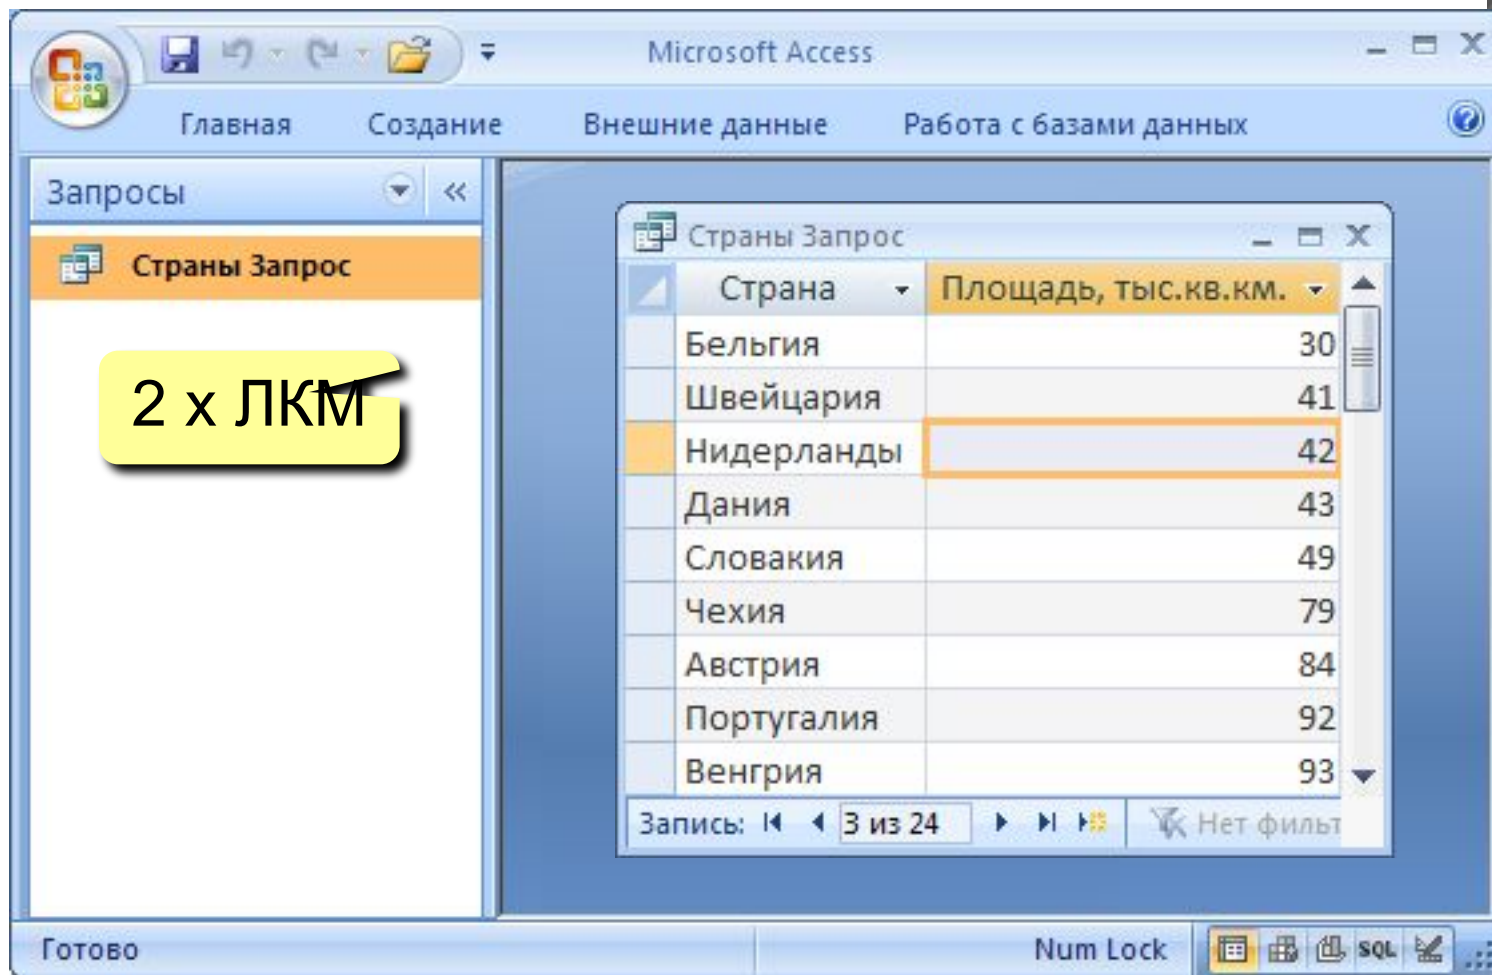 Microsoft Access
Главная Создание Внешние данные Работа с базами данных
Запросы
Страны Запрос
2 х ЛКМ
Страны Запрос
Страна Площадь, тыс.кв.км.
Бельгия 30
Швейцария 41
Нидерланды 42
Дания 43
Словакия 49
Чехия 79
Австрия 84
Португалия 92
Венгрия 93
Запись: 3 из 24 Нет фильт
Готово Num Lock SQL